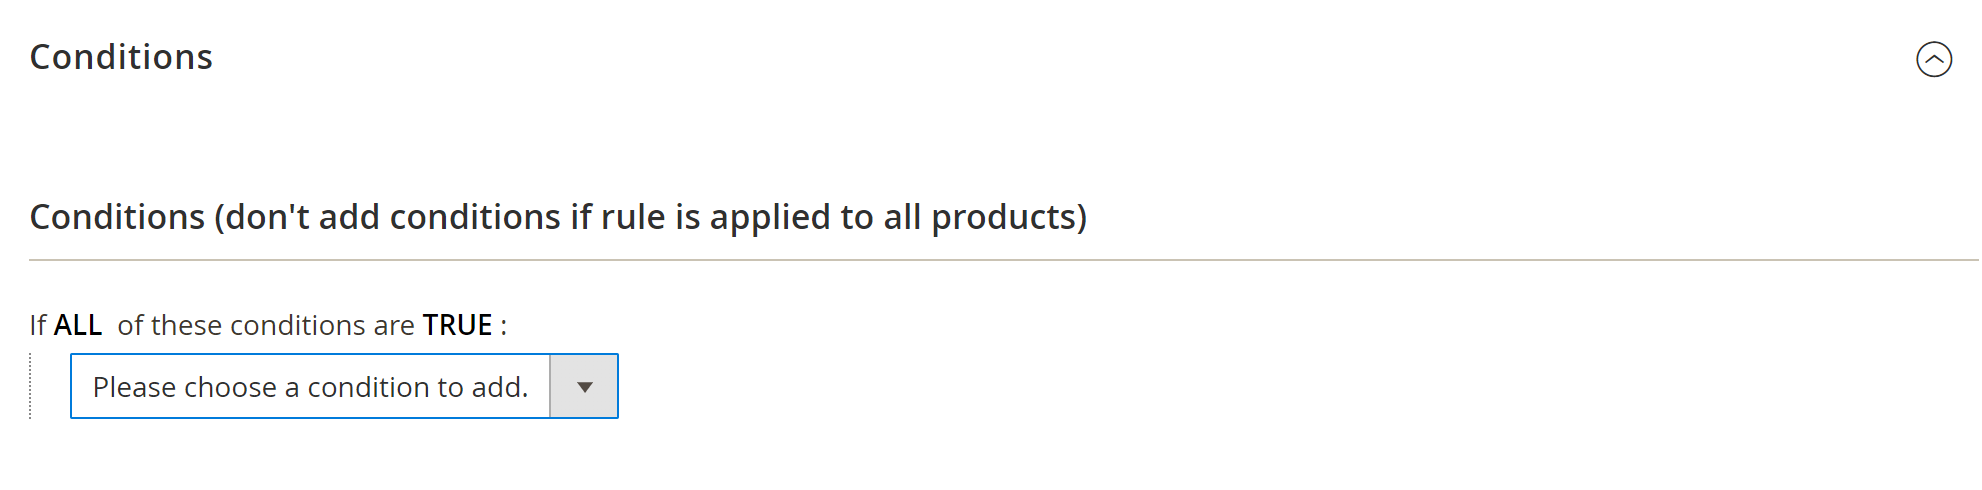 Conditions
Conditions (don't add conditions if rule is applied to all products)
If ALL of these conditions are TRUE :
Please choose a condition to add.